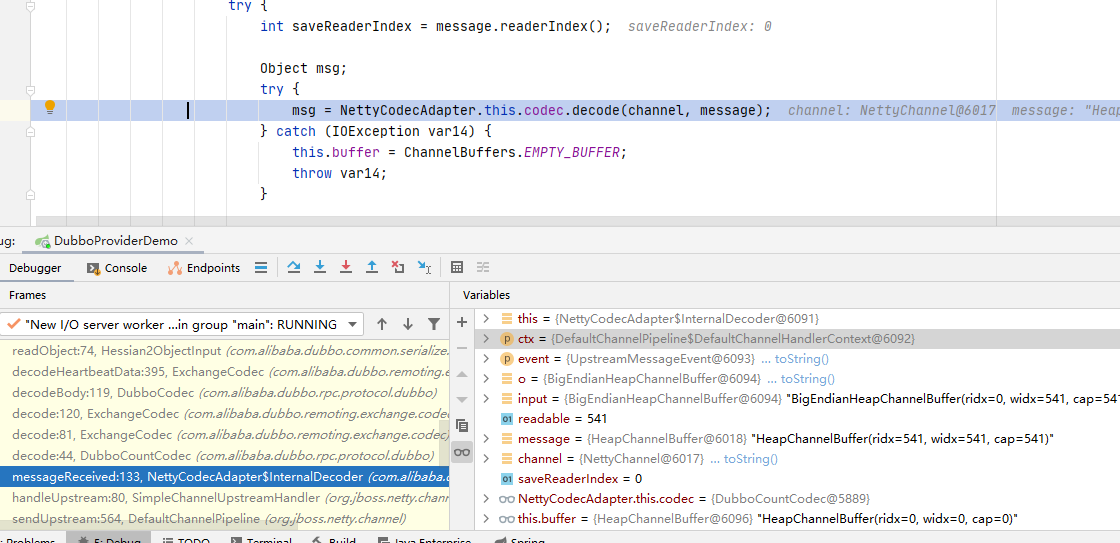 try {
int saveReaderIndex = message.readerIndex();  saveReaderIndex: 0
Object msg;
try {
msg = NettyCodecAdapter.this.codec.decode(channel, message);  channel: NettyChannel@6017  message: "Heap
} catch (IOException var14) {
this.buffer = ChannelBuffers.EMPTY_BUFFER;
throw var14;
}
ug: DubboProviderDemo
Debugger Console Endpoints
Frames
"New I/O server worker ...in group "main": RUNNING
readObject:74, Hessian2ObjectInput (com.alibaba.dubbo.common.serialize.
decodeHeartbeatData:395, ExchangeCodec (com.alibaba.dubbo.remoting.e
decodeBody:119, DubboCodec (com.alibaba.dubbo.rpc.protocol.dubbo)
decode:120, ExchangeCodec (com.alibaba.dubbo.remoting.exchange.codec
decode:81, ExchangeCodec (com.alibaba.dubbo.remoting.exchange.codec)
decode:44, DubboCountCodec (com.alibaba.dubbo.rpc.protocol.dubbo)
messageReceived:133, NettyCodecAdapter$InternalDecoder (com.alibaba.d
handleUpstream:80, SimpleChannelUpstreamHandler (org.jboss.netty.chann
sendUpstream:564, DefaultChannelPipeline (org.jboss.netty.channel)
Variables
this = {NettyCodecAdapter$InternalDecoder@6091}
ctx = {DefaultChannelPipeline$DefaultChannelHandlerContext@6092}
event = {UpstreamMessageEvent@6093} ... toString()
o = {BigEndianHeapChannelBuffer@6094} ... toString()
input = {BigEndianHeapChannelBuffer@6094} "BigEndianHeapChannelBuffer(ridx=0, widx=541, cap=541
readable = 541
message = {HeapChannelBuffer@6018} "HeapChannelBuffer(ridx=541, widx=541, cap=541)"
channel = {NettyChannel@6017} ... toString()
saveReaderIndex = 0
NettyCodecAdapter.this.codec = {DubboCountCodec@5889}
this.buffer = {HeapChannelBuffer@6096} "HeapChannelBuffer(ridx=0, widx=0, cap=0)"
Problems 5: Debug TODO Terminal Build Java Enterprise Spring